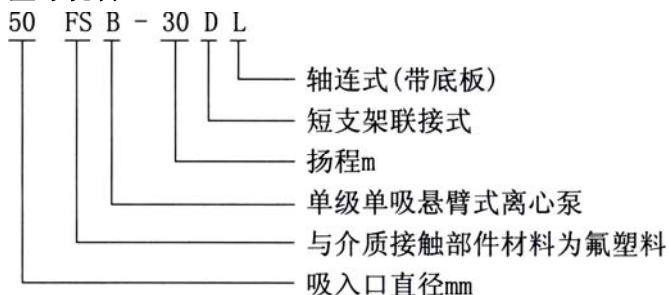 50 FS B - 30 D L
轴连式(带底板)
短支架联接式
扬程m
单级单吸悬臂式离心泵
与介质接触部件材料为氟塑料
吸入口直径mm